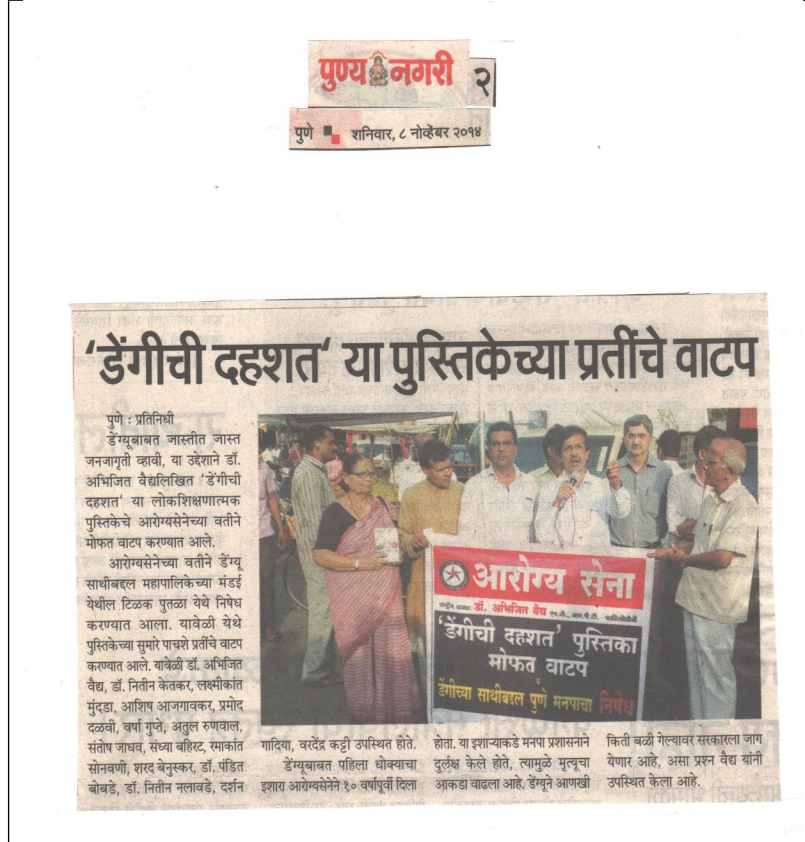 पुण्य नगरी
२
पुणे शनिवार, ८ नोव्हेंबर २०१४
'डेंगीची दहशत' या पुस्तिकेच्या प्रतींचे वाटप
पुणे : प्रतिनिधी
डेंग्यूबाबत जास्तीत जास्त
जनजागृती व्हावी, या उद्देशाने डॉ.
अभिजित वैद्यलिखित 'डेंगीची
दहशत' या लोकशिक्षणात्मक
पुस्तिकेचे आरोग्यसेनेच्या वतीने
मोफत वाटप करण्यात आले.
आरोग्यसेनेच्या वतीने डेंग्यू
साथीबद्दल महापालिकेच्या मंडई
येथील टिळक पुतळा येथे निषेध
करण्यात आला. यावेळी येथे
पुस्तिकेच्या सुमारे पाचशे प्रतींचे वाटप
करण्यात आले. यावेळी डॉ. अभिजित
वैद्य, डॉ. नितीन केतकर, लक्ष्मीकांत
मुंदडा, आशिष आजगावकर, प्रमोद
दळवी, वर्षा गुप्ते, अतुल रुणवाल,
संतोष जाधव, संध्या बहिरट, रमाकांत
सोनवणी, शरद बेनुस्कर, डॉ. पंडित
बोबडे, डॉ. नितीन नलावडे, दर्शन
गादिया, वरदेंद्र कट्टी उपस्थित होते.
डेंग्यूबाबत पहिला धोक्याचा
इशारा आरोग्यसेनेने १० वर्षांपूर्वी दिला
होता. या इशाऱ्याकडे मनपा प्रशासनाने
दुर्लक्ष केले होते, त्यामुळे मृत्यूचा
आकडा वाढला आहे. डेंग्यूने आणखी
किती बळी गेल्यावर सरकारला जाग
येणार आहे, असा प्रश्न वैद्य यांनी
उपस्थित केला आहे.
आरोग्य सेना
राष्ट्रीय अध्यक्ष: डॉ. अभिजित वैद्य एम.डी., आर.पी.टी.
'डेंगीची दहशत' पुस्तिका
मोफत वाटप
व
डेंगीच्या साथीबद्दल पुणे मनपाचा निषेध